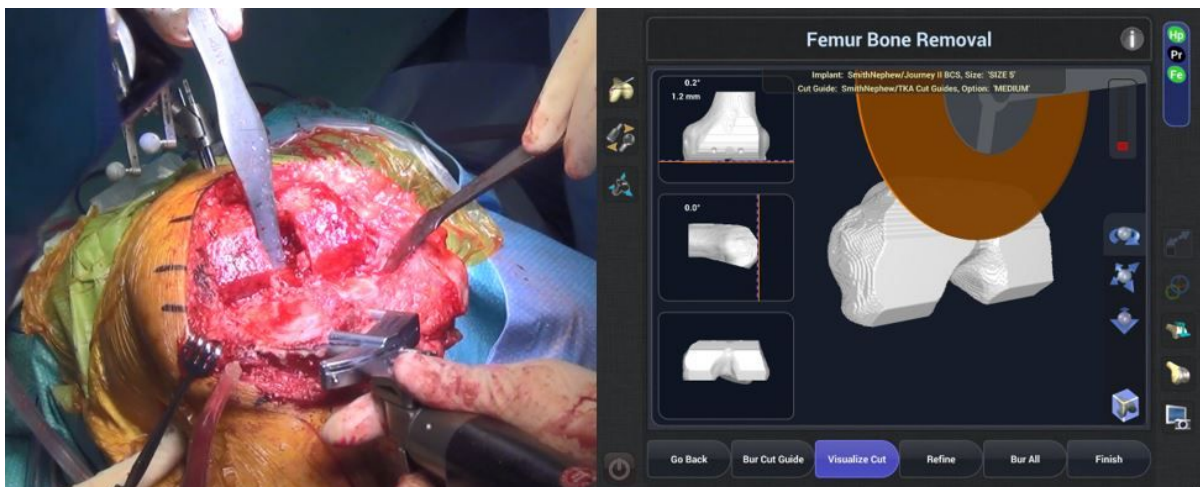 Femur Bone Removal
i
Hp
Pr
Fe
Implant: SmithNephew/Journey II BCS, Size: 'SIZE 5'
Cut Guide: SmithNephew/TKA Cut Guides, Option: 'MEDIUM'
0.2°
1.2 mm
0.0°
Go Back
Bur Cut Guide
Visualize Cut
Refine
Bur All
Finish